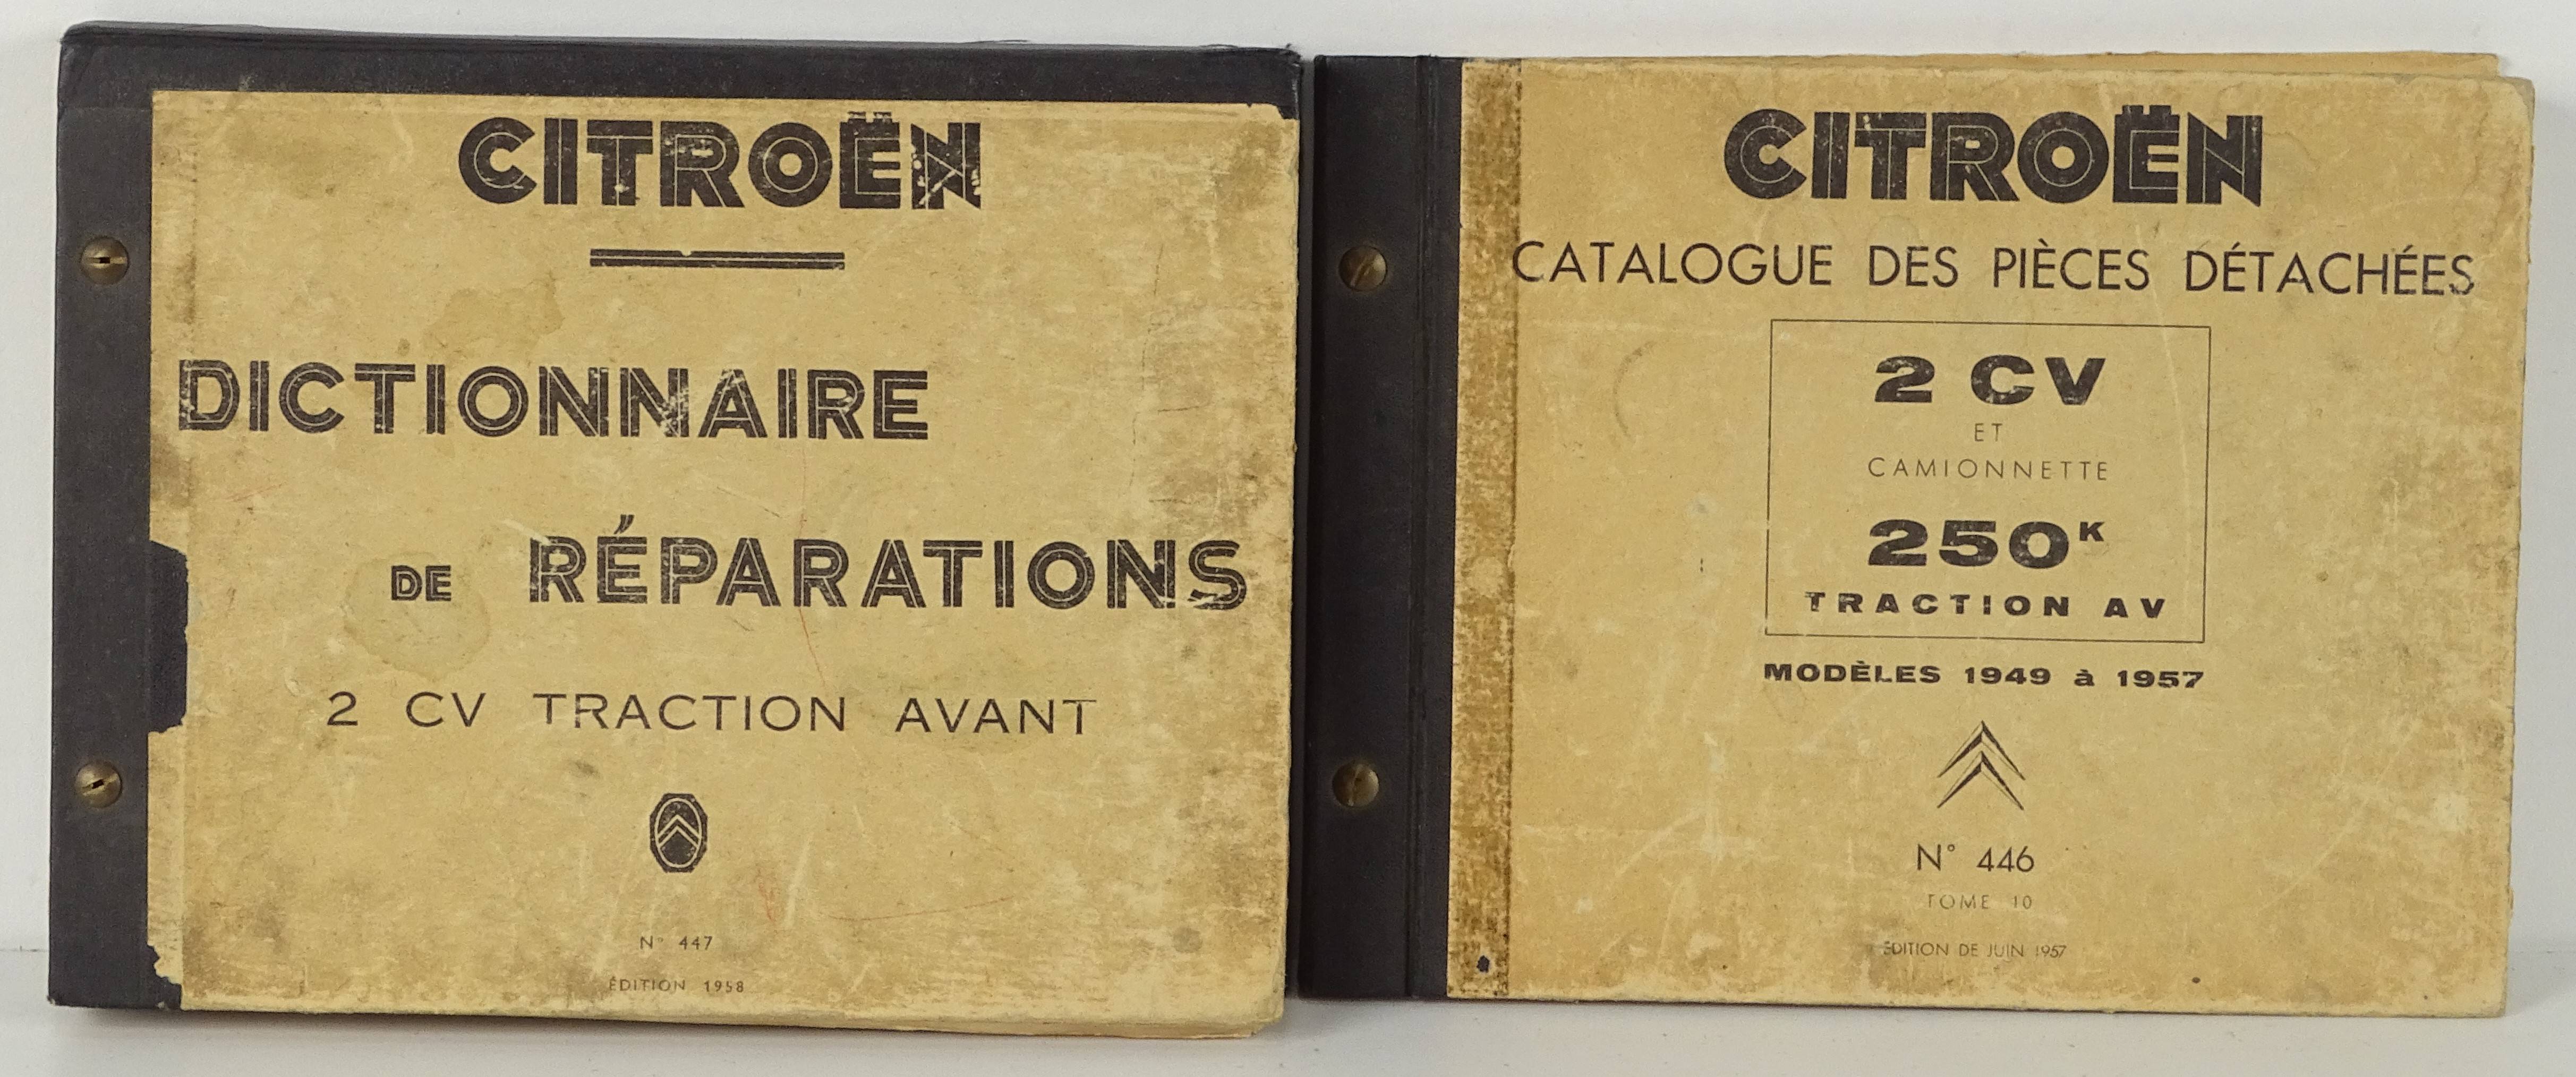 CITROËN
DICTIONNAIRE
DE RÉPARATIONS
2 CV TRACTION AVANT
N° 447
ÉDITION 1958
CITROËN
CATALOGUE DES PIÈCES DÉTACHÉES
2 CV
ET
CAMIONNETTE
250K
TRACTION AV
MODÈLES 1949 à 1957
N° 446
TOME 10
ÉDITION DE JUIN 1957